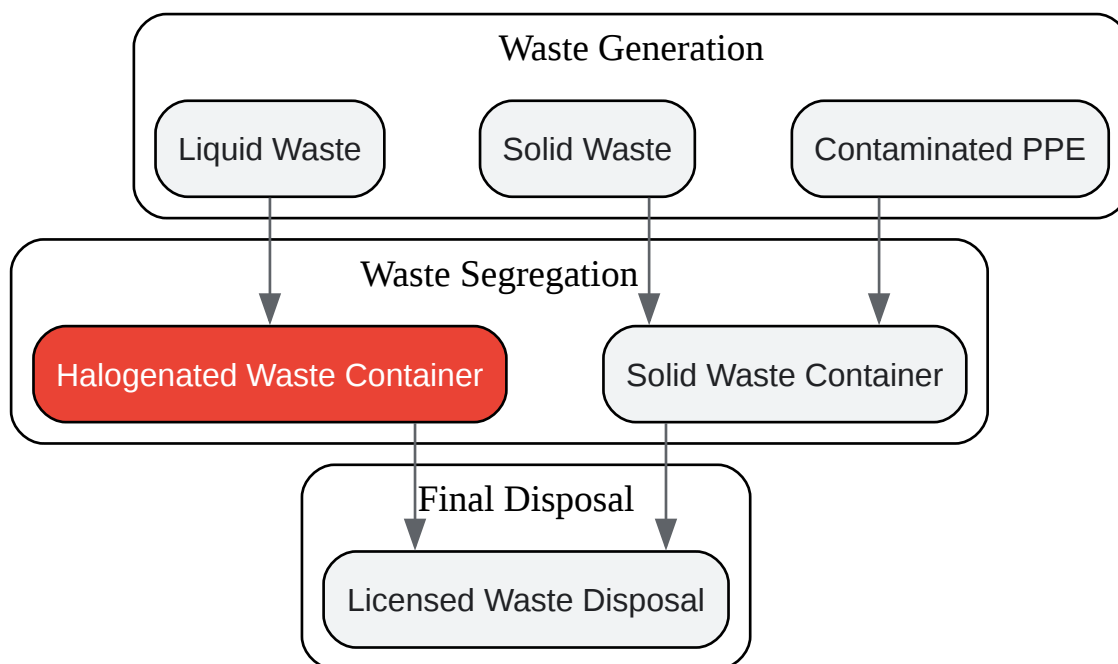 Waste Generation
Liquid Waste
Solid Waste
Contaminated PPE
Waste Segregation
Halogenated Waste Container
Solid Waste Container
Final Disposal
Licensed Waste Disposal